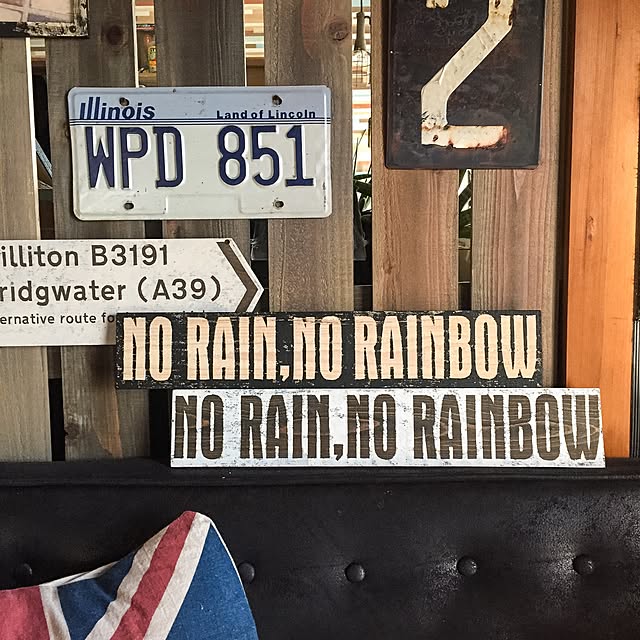 2
Illinois Land of Lincoln
WPD 851
illiton B3191
ridgwater (A39)
ernative route fo
NO RAIN,NO RAINBOW
NO RAIN,NO RAINBOW